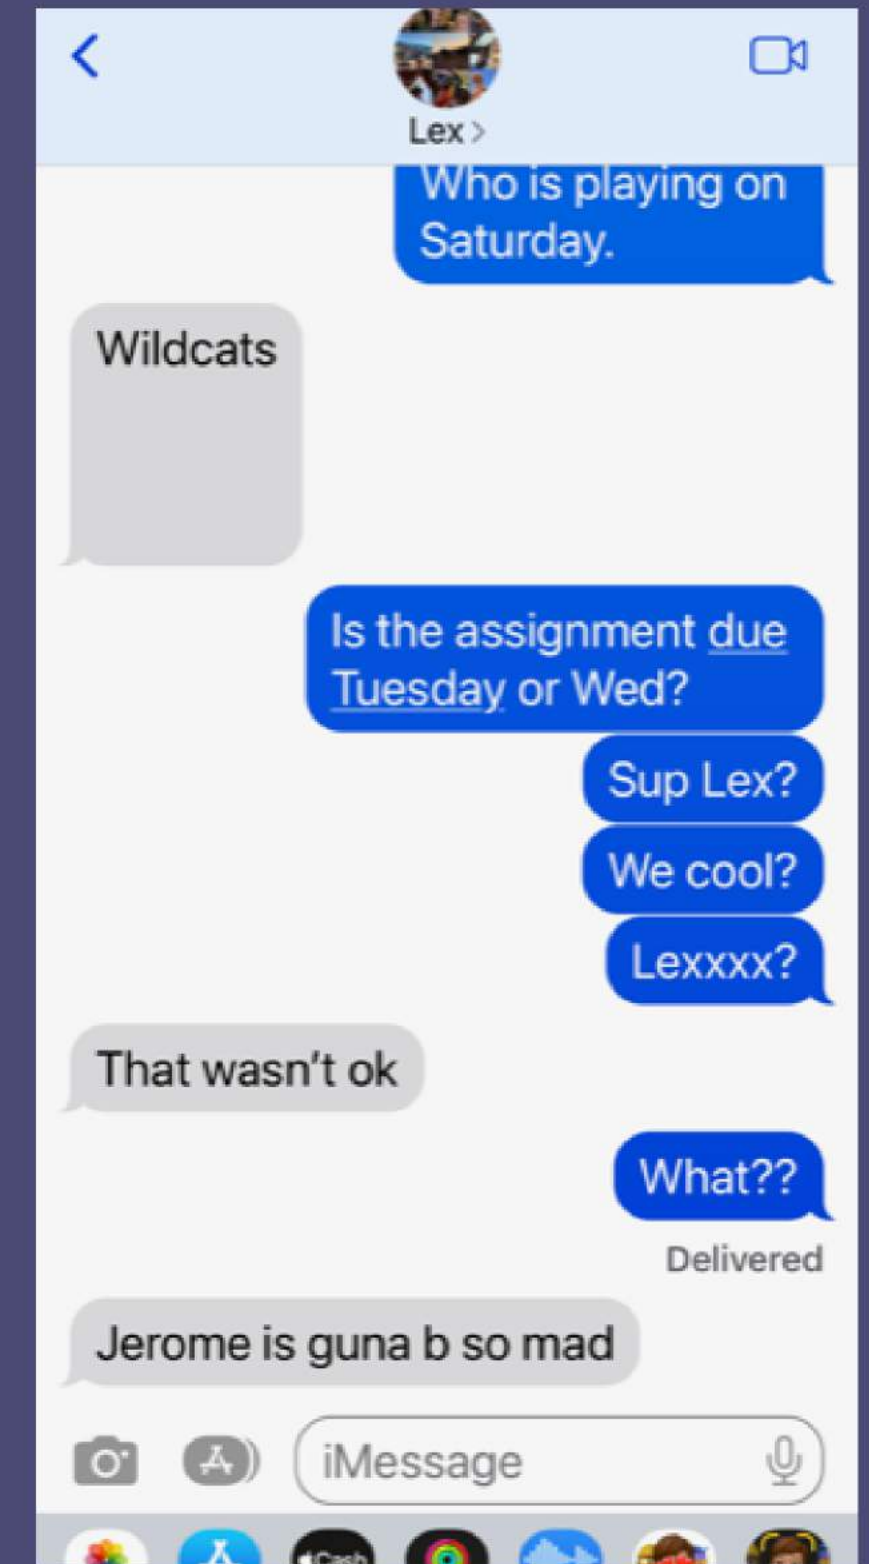 Lex
Who is playing on
Saturday.
Wildcats
Is the assignment due
Tuesday or Wed?
Sup Lex?
We cool?
Lexxxx?
That wasn't ok
What??
Delivered
Jerome is guna b so mad
iMessage
Cash